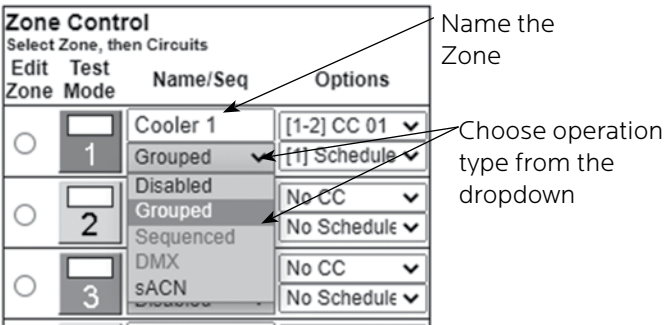 Zone Control
Select Zone, then Circuits
Edit Zone
Test Mode
Name/Seq
Options
Name the
Zone
1
Cooler 1
Grouped
[1-2] CC 01
[1] Schedule
Choose operation
type from the
dropdown
Disabled
Grouped
Sequenced
DMX
sACN
2
No CC
No Schedule
3
Disabled
No CC
No Schedule